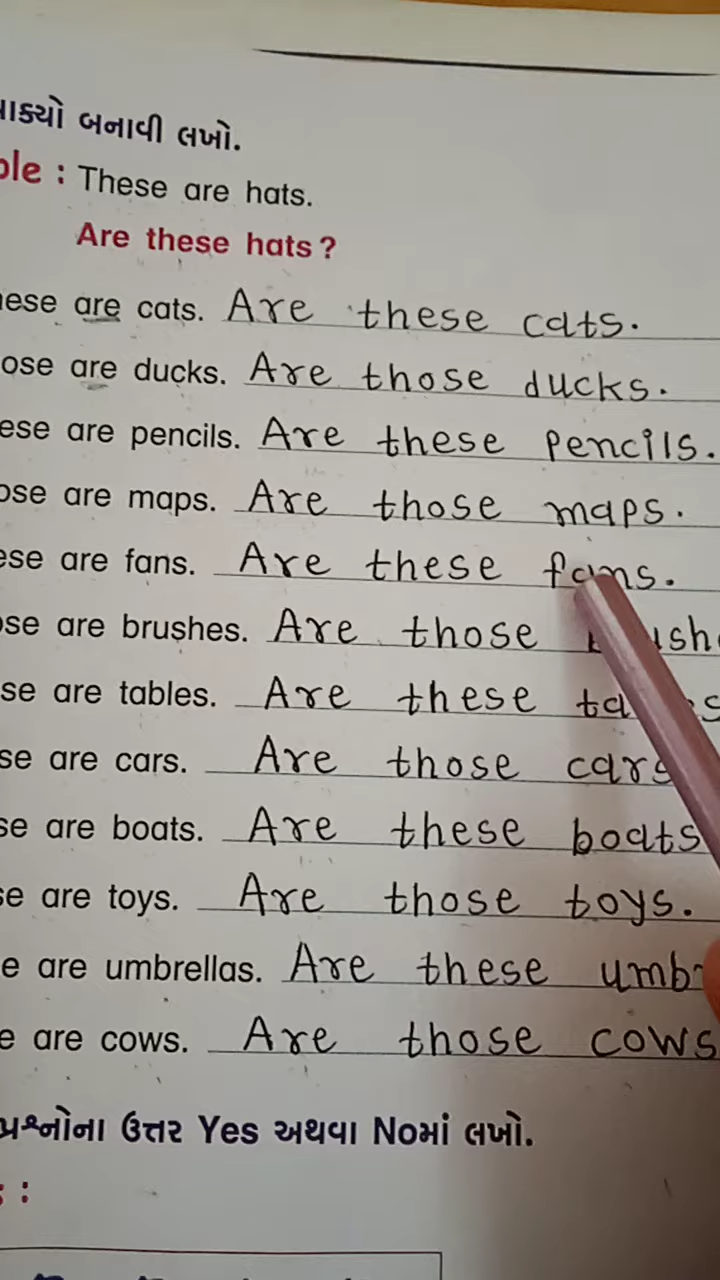 વાક્યો બનાવી લખો.
ple : These are hats.
Are these hats?
hese are cats. Are these cats.
ose are ducks. Are those ducks.
ese are pencils. Are these pencils.
ose are maps. Are those maps.
ese are fans. Are these fans.
ose are brushes. Are those
se are tables. Are these
se are cars. Are those cars
se are boats. Are these boats
se are toys. Are those toys.
e are umbrellas. Are these umbr
e are cows. Are those cows
પ્રશ્નોના ઉત્તર Yes અથવા Noમાં લખો.